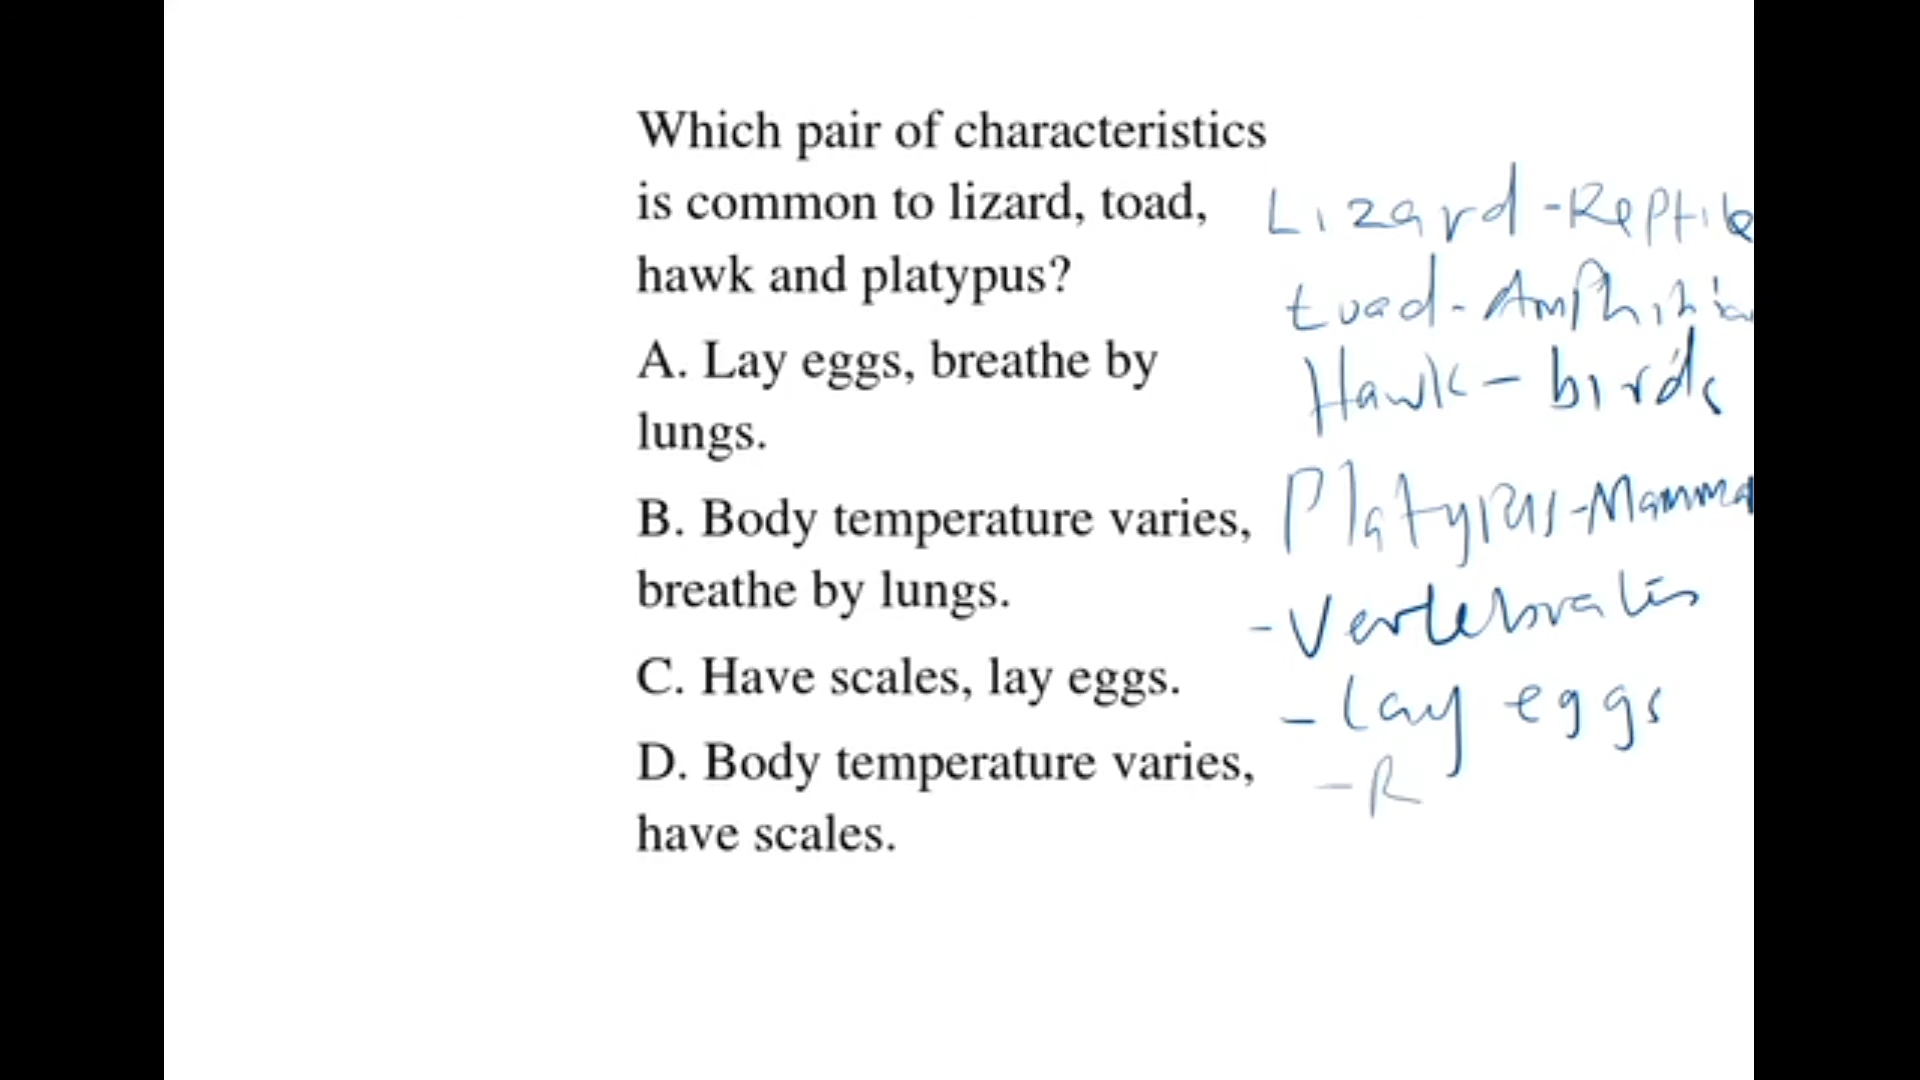 Which pair of characteristics
is common to lizard, toad,
hawk and platypus?
A. Lay eggs, breathe by
lungs.
B. Body temperature varies,
breathe by lungs.
C. Have scales, lay eggs.
D. Body temperature varies,
have scales.
Lizard - Reptile
toad - Amphibia
Hawk - birds
Platypus - Mamma
- Vertebrates
- Lay eggs
- R